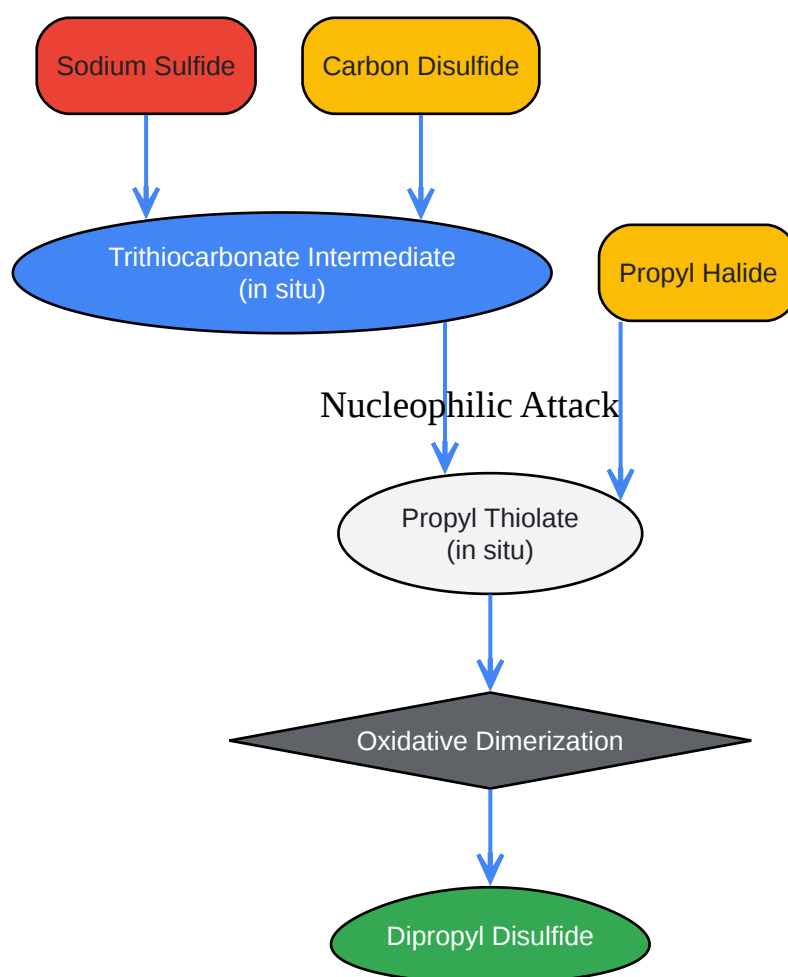 Sodium Sulfide
Carbon Disulfide
Trithiocarbonate Intermediate
(in situ)
Propyl Halide
Nucleophilic Attack
Propyl Thiolate
(in situ)
Oxidative Dimerization
Dipropyl Disulfide